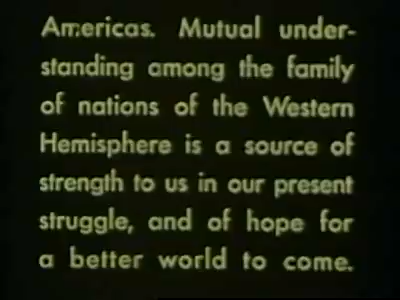 Americas. Mutual under-
standing among the family
of nations of the Western
Hemisphere is a source of
strength to us in our present
struggle, and of hope for
a better world to come.